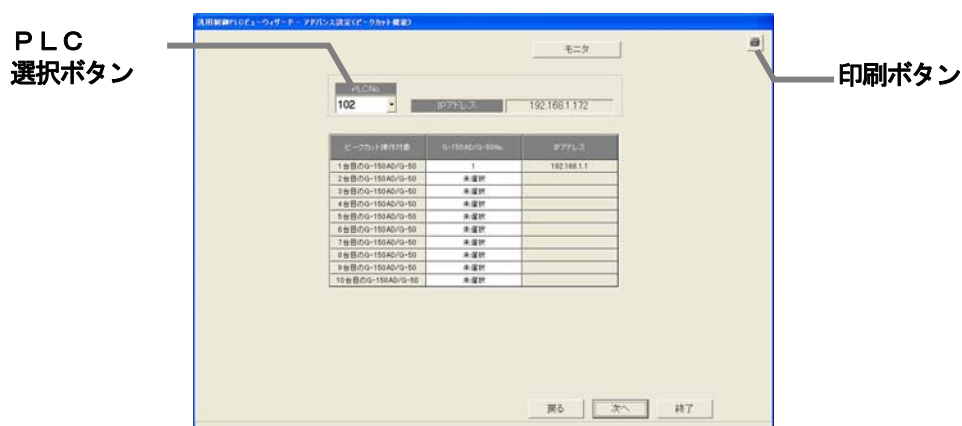 汎用制御PLCビューウィザード - アドバンス設定(ピークカット機能)
PLC
選択ボタン
モニタ
印刷ボタン
PLCNo
102
IPアドレス
192.168.1.172
ピークカット操作対象 G-150AD/G-50No. IPアドレス
1台目のG-150AD/G-50 1 192.168.1.1
2台目のG-150AD/G-50 未選択
3台目のG-150AD/G-50 未選択
4台目のG-150AD/G-50 未選択
5台目のG-150AD/G-50 未選択
6台目のG-150AD/G-50 未選択
7台目のG-150AD/G-50 未選択
8台目のG-150AD/G-50 未選択
9台目のG-150AD/G-50 未選択
10台目のG-150AD/G-50 未選択
戻る 次へ 終了